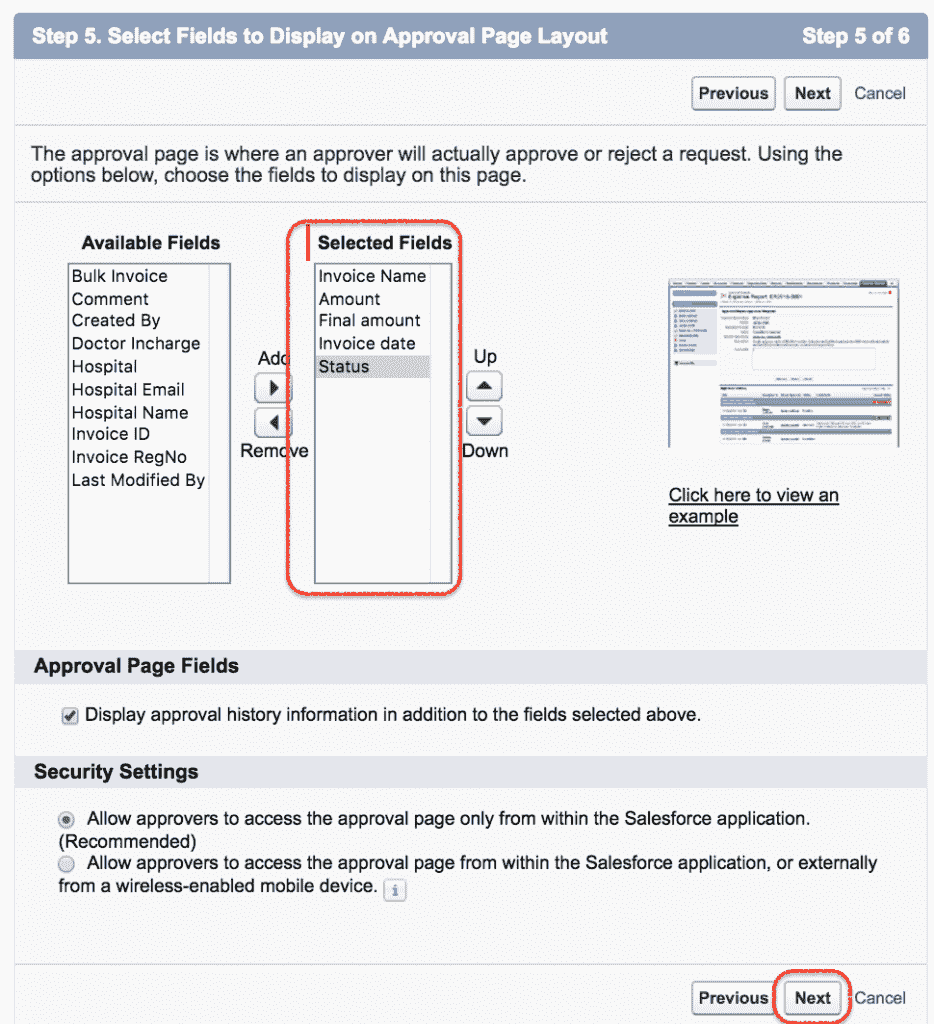 Step 5. Select Fields to Display on Approval Page Layout Step 5 of 6
Previous Next Cancel
The approval page is where an approver will actually approve or reject a request. Using the
options below, choose the fields to display on this page.
Available Fields
Bulk Invoice
Comment
Created By
Doctor Incharge
Hospital
Hospital Email
Hospital Name
Invoice ID
Invoice RegNo
Last Modified By
Add
Remove
Selected Fields
Invoice Name
Amount
Final amount
Invoice date
Status
Up
Down
Click here to view an
example
Approval Page Fields
Display approval history information in addition to the fields selected above.
Security Settings
Allow approvers to access the approval page only from within the Salesforce application.
(Recommended)
Allow approvers to access the approval page from within the Salesforce application, or externally
from a wireless-enabled mobile device.
Previous Next Cancel